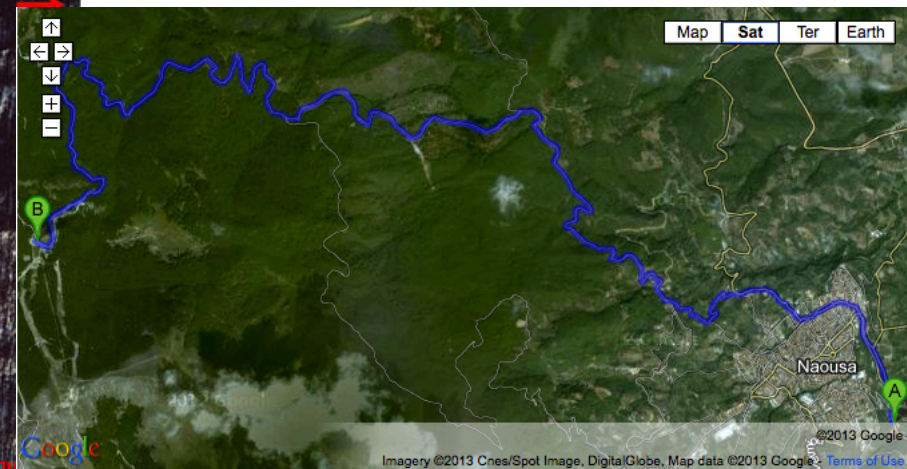 Map Sat Ter Earth
B
Naousa
A
©2013 Google
Google
Imagery ©2013 Cnes/Spot Image, DigitalGlobe, Map data ©2013 Google - Terms of Use